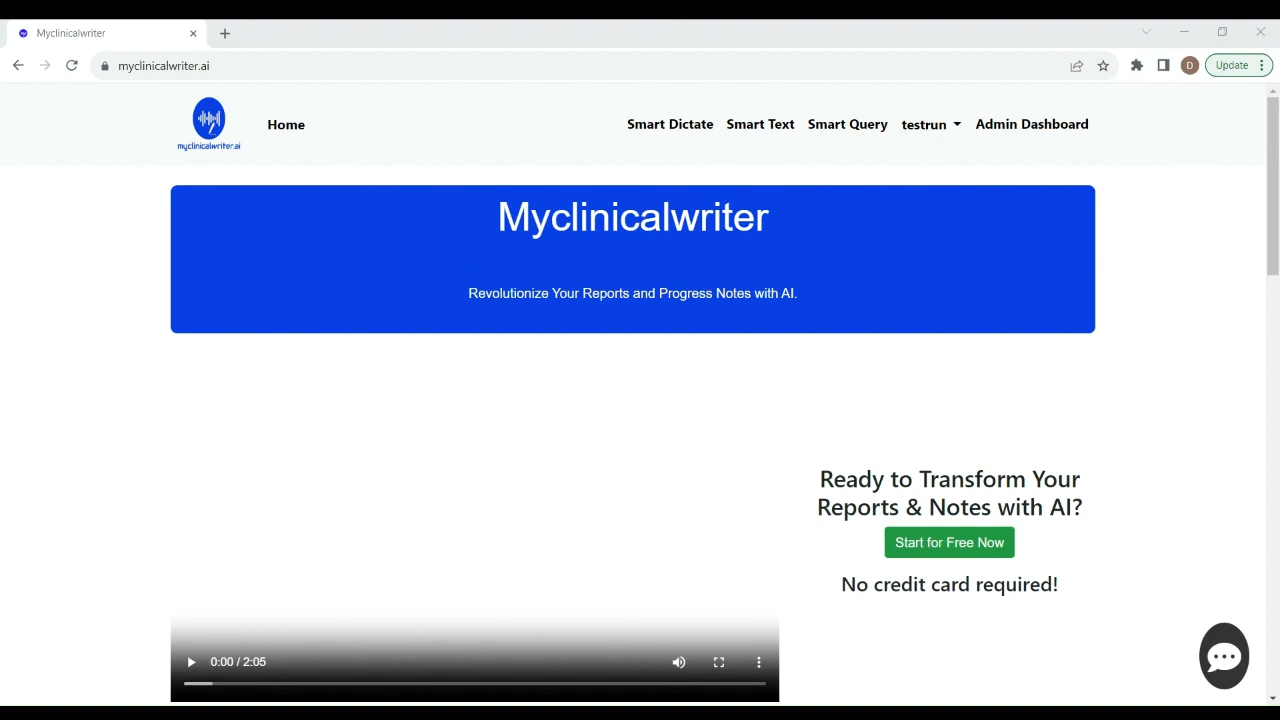 Myclinicalwriter
myclinicalwriter.ai
D
Update
myclinicalwriter.ai
Home
Smart Dictate
Smart Text
Smart Query
testrun
Admin Dashboard
Myclinicalwriter
Revolutionize Your Reports and Progress Notes with AI.
Ready to Transform Your
Reports & Notes with AI?
Start for Free Now
No credit card required!
0:00 / 2:05